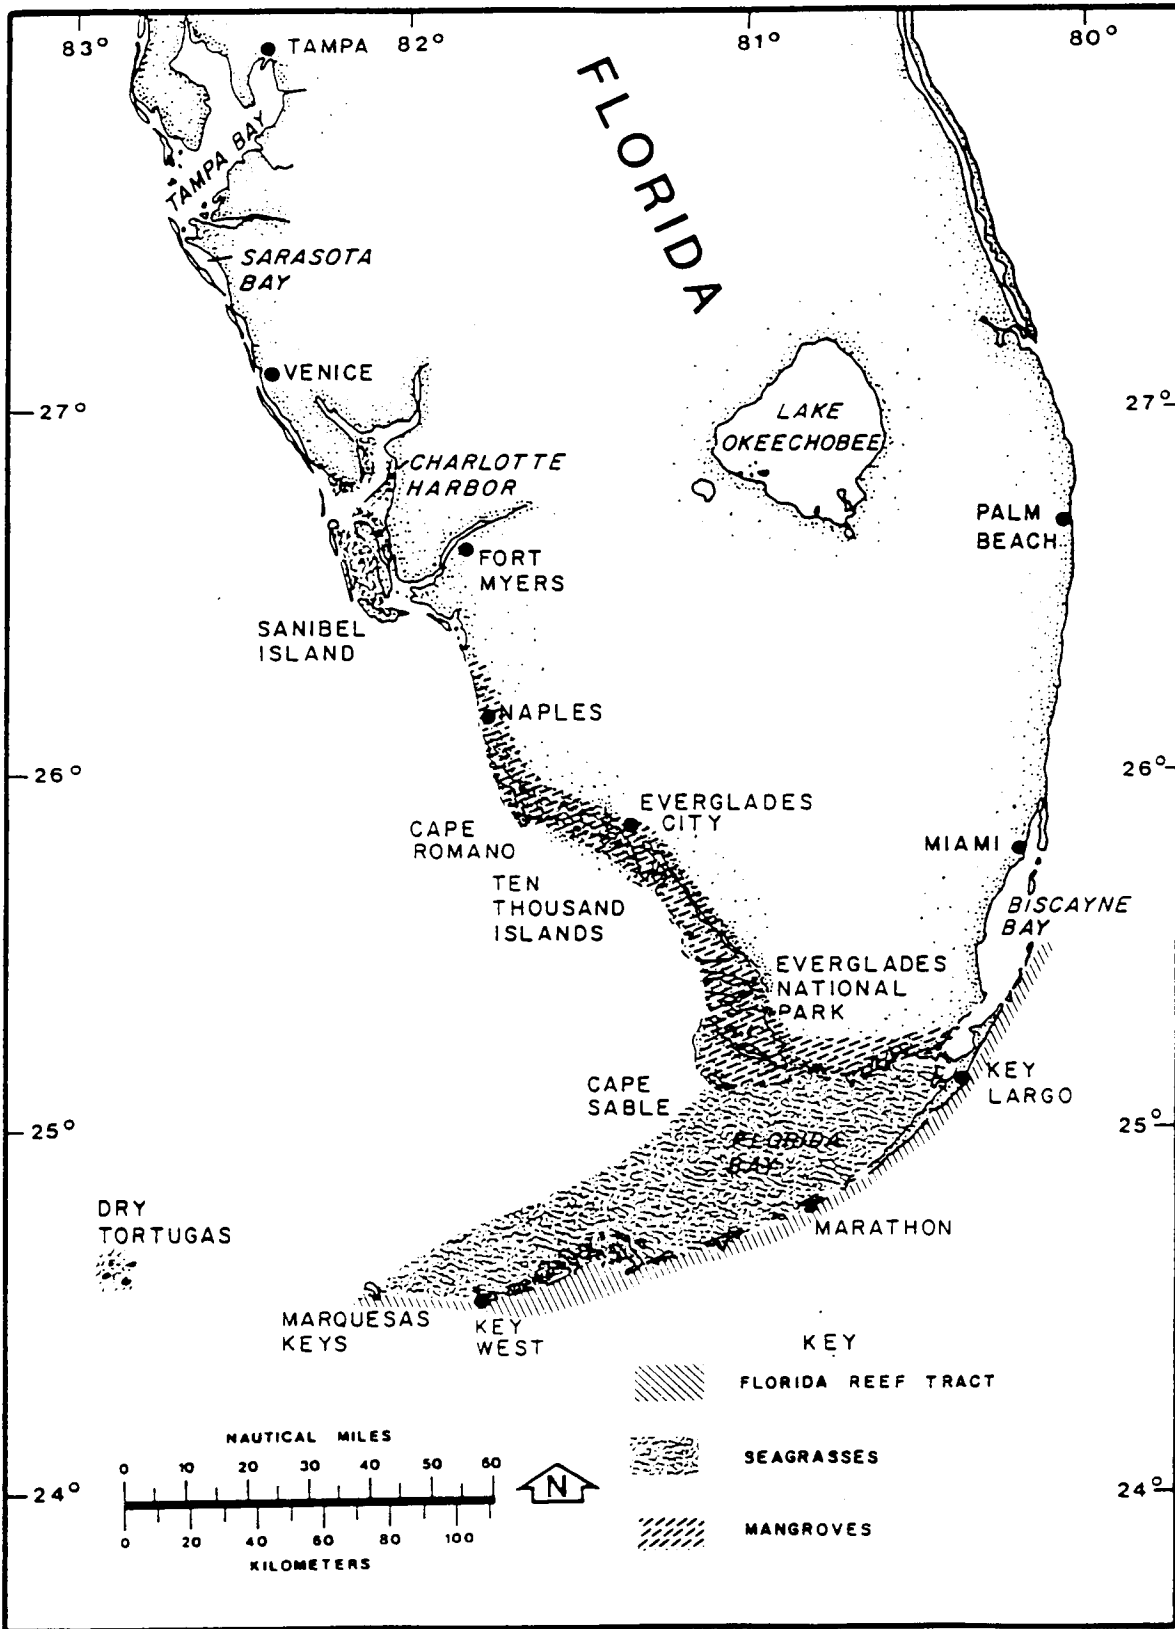 83°
82°
81°
80°
TAMPA
FLORIDA
TAMPA BAY
SARASOTA
BAY
VENICE
27°
27°
LAKE
OKEECHOBEE
CHARLOTTE
HARBOR
PALM
BEACH
FORT
MYERS
SANIBEL
ISLAND
NAPLES
26°
26°
EVERGLADES
CITY
CAPE
ROMANO
MIAMI
TEN
THOUSAND
ISLANDS
BISCAYNE
BAY
EVERGLADES
NATIONAL
PARK
CAPE
SABLE
KEY
LARGO
25°
25°
FLORIDA
BAY
DRY
TORTUGAS
MARATHON
MARQUESAS
KEYS
KEY
WEST
KEY
FLORIDA REEF TRACT
SEAGRASSES
MANGROVES
NAUTICAL MILES
0 10 20 30 40 50 60
0 20 40 60 80 100
KILOMETERS
N
24°
24°